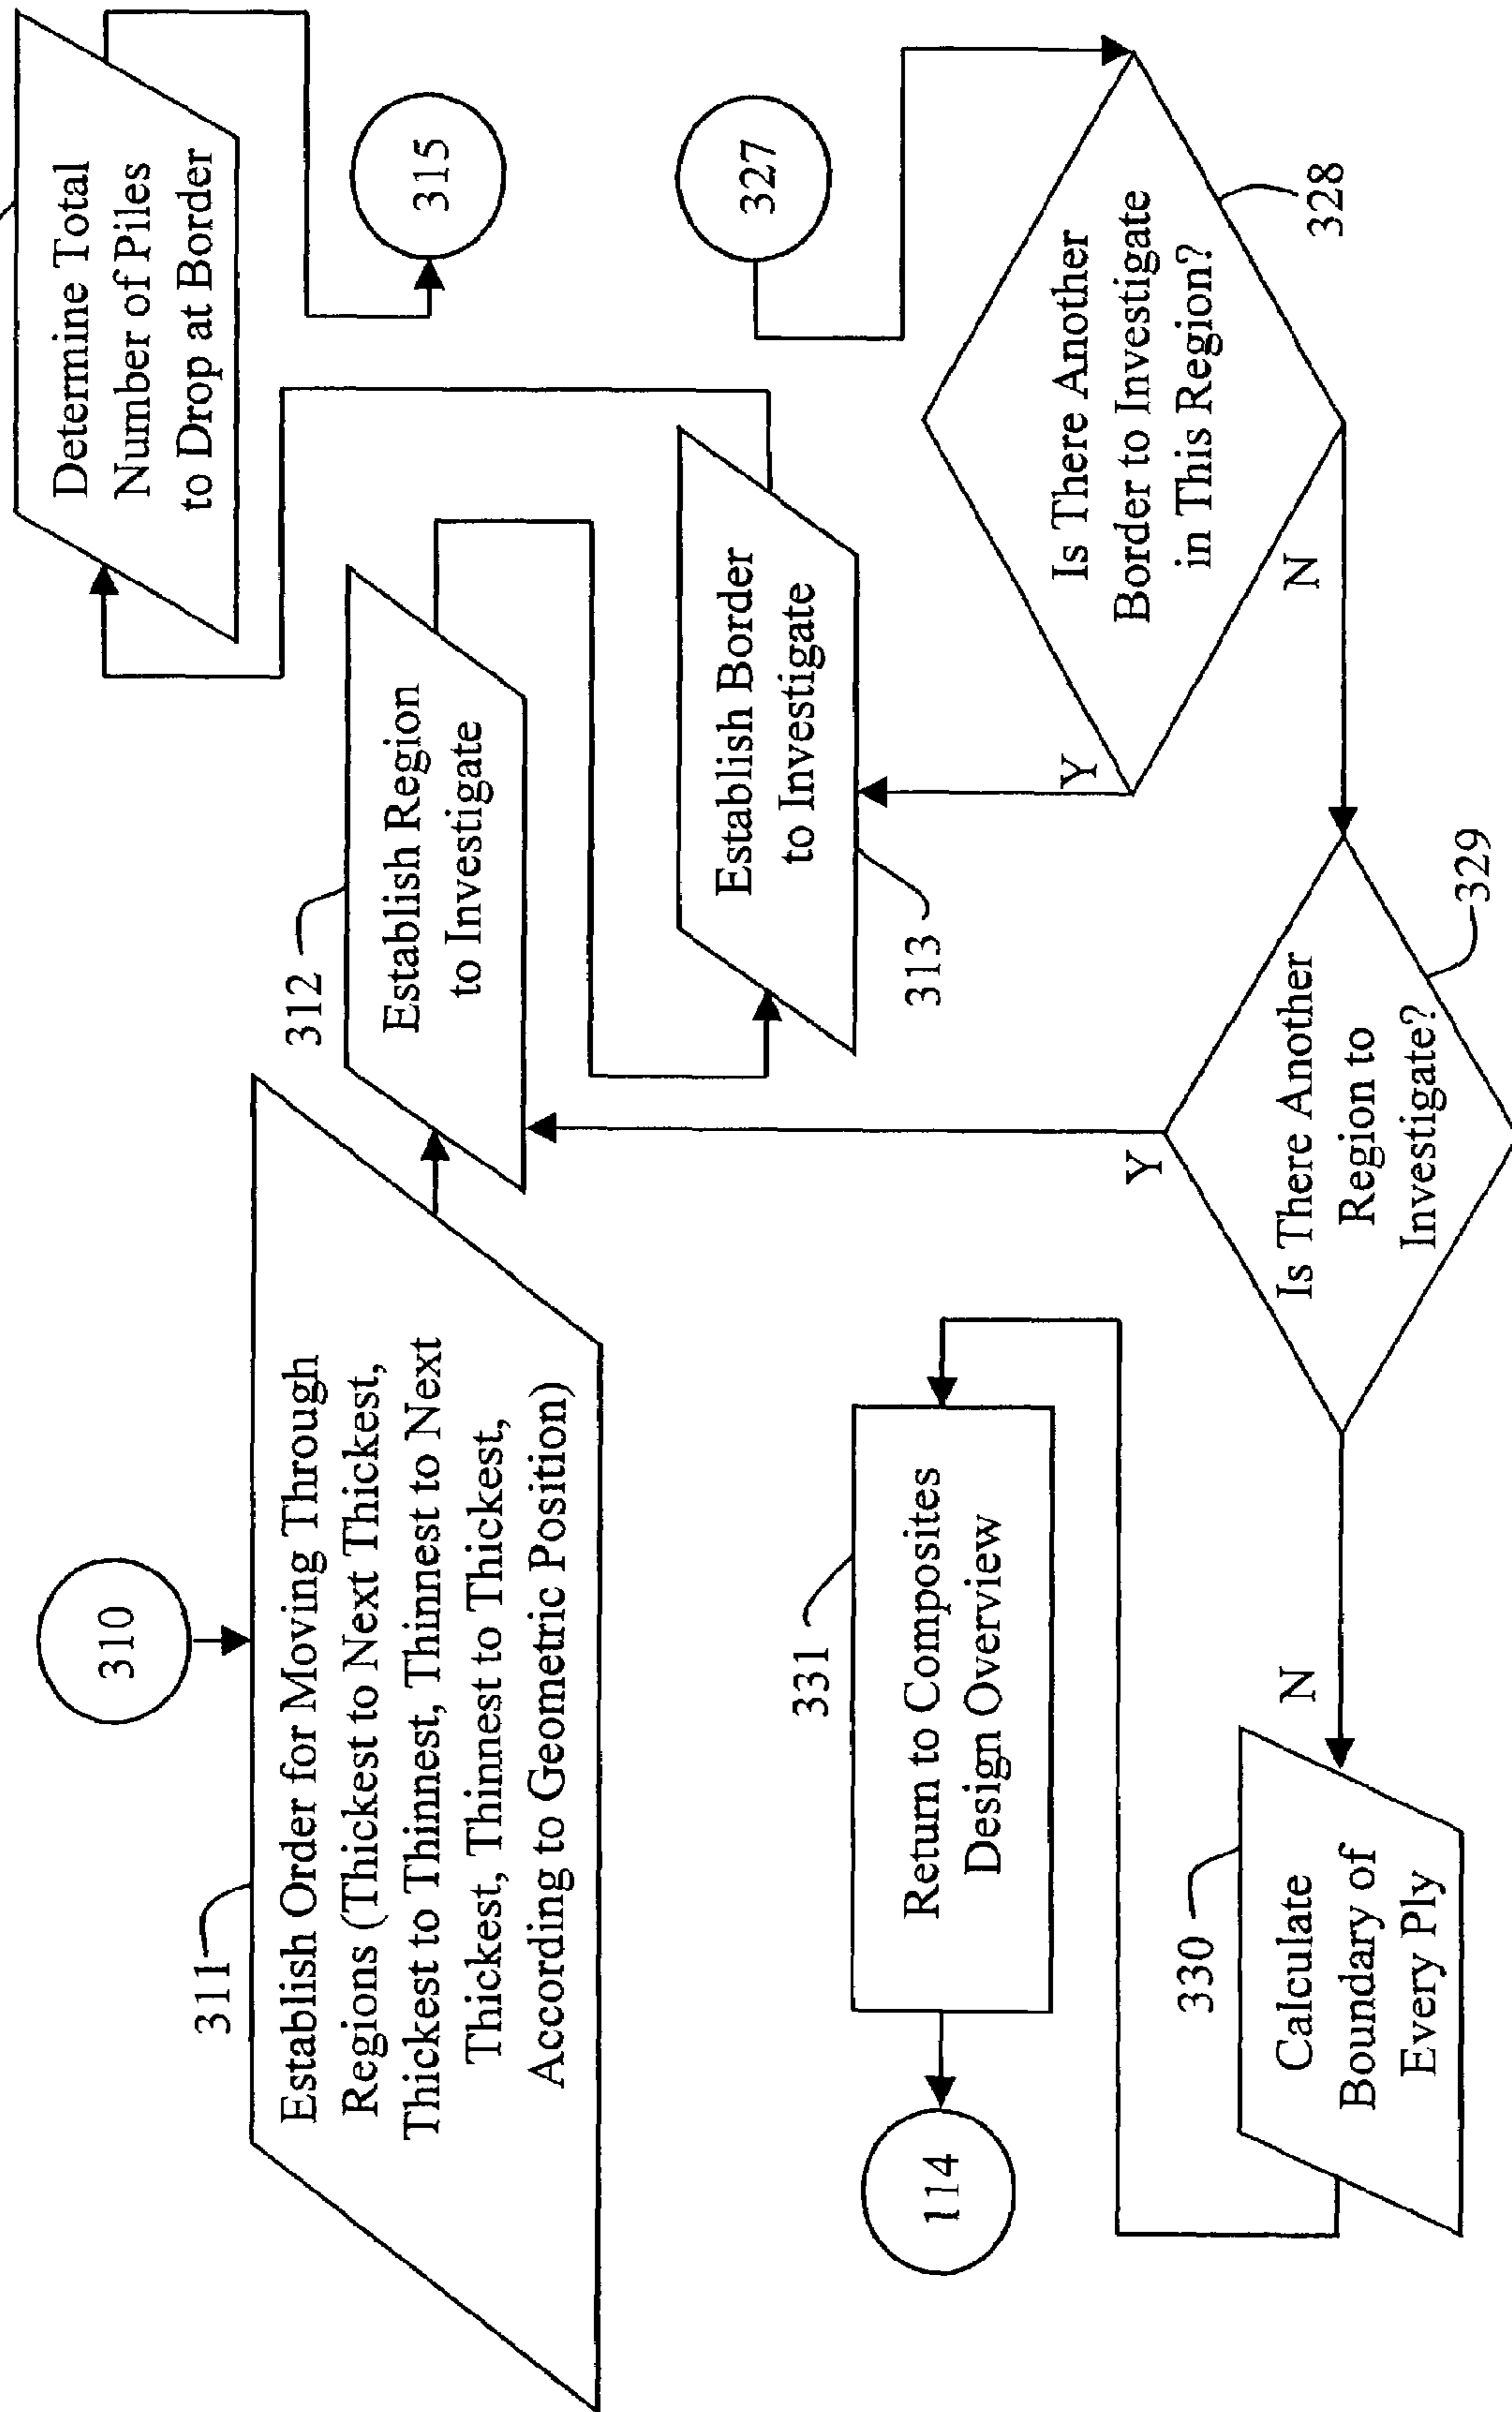 310
311
Establish Order for Moving Through
Regions (Thickest to Next Thickest,
Thickest to Thinnest, Thinnest to Next
Thickest, Thinnest to Thickest,
According to Geometric Position)
312
Establish Region
to Investigate
313
Establish Border
to Investigate
Determine Total
Number of Piles
to Drop at Border
315
327
Is There Another
Border to Investigate
in This Region?
328
Y
N
Is There Another
Region to
Investigate?
329
Y
N
330
Calculate
Boundary of
Every Ply
331
Return to Composites
Design Overview
114